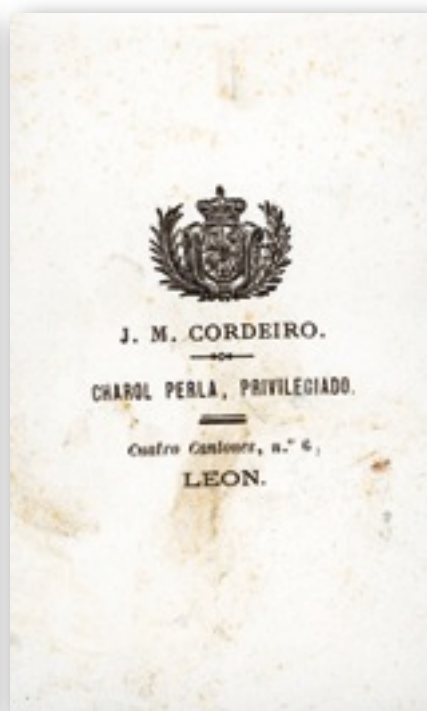 J. M. CORDEIRO.
CHAROL PERLA, PRIVILEGIADO.
Cuatro Cantones, n.º 6,
LEON.